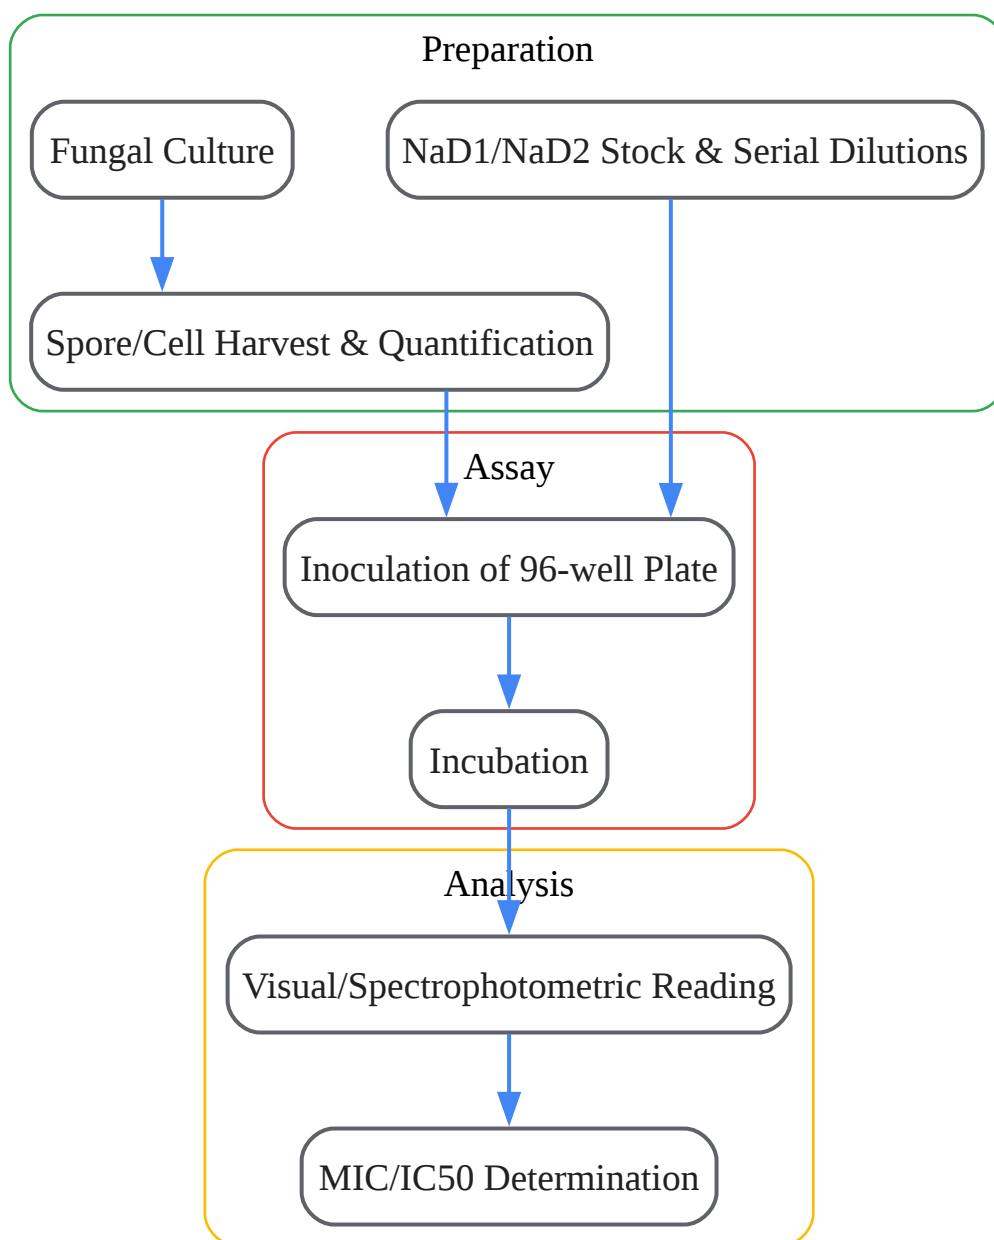 Preparation
Fungal Culture
NaD1/NaD2 Stock & Serial Dilutions
Spore/Cell Harvest & Quantification
Assay
Inoculation of 96-well Plate
Incubation
Analysis
Visual/Spectrophotometric Reading
MIC/IC50 Determination